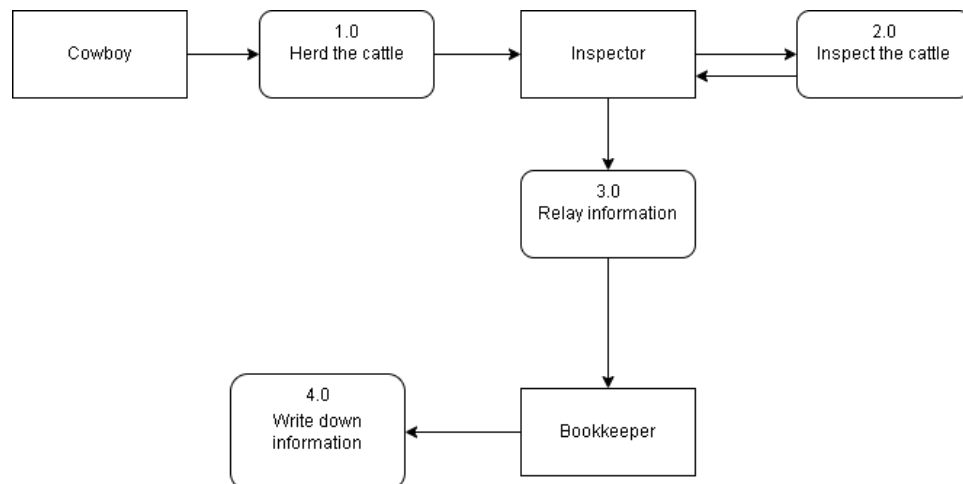 Cowboy
1.0
Herd the cattle
Inspector
2.0
Inspect the cattle
3.0
Relay information
4.0
Write down
information
Bookkeeper